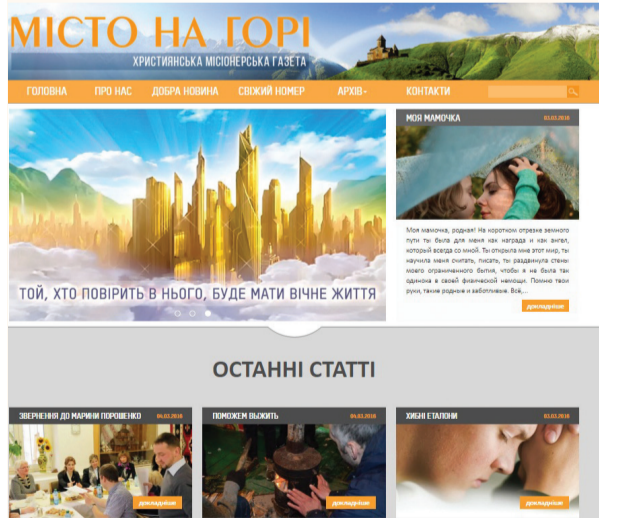 МІСТО НА ГОРІ
ХРИСТИЯНСЬКА МІСІОНЕРСЬКА ГАЗЕТА
ГОЛОВНА ПРО НАС ДОБРА НОВИНА СВІЖИЙ НОМЕР АРХІВ КОНТАКТИ
МОЯ МАМОЧКА 03.03.2018
Моя мамочка, родная! На коротком отрезке земного
пути ты была для меня как награда и как ангел,
который всегда со мной. Ты открыла мне этот мир, ты
научила меня считать, писать, ты раздвинула стены
моего ограниченного бытия, чтобы я не была так
одинока в своей физической немощи. Помню твои
руки, такие родные и заботливые. Всё,...
докладніше
ТОЙ, ХТО ПОВІРИТЬ В НЬОГО, БУДЕ МАТИ ВІЧНЕ ЖИТТЯ
ОСТАННІ СТАТТІ
ЗВЕРНЕННЯ ДО МАРИНИ ПОРОШЕНКО 04.03.2018
докладніше
ПОМОЖЕМ ВЫЖИТЬ 04.03.2018
докладніше
ХИБНІ ЕТАЛОНИ 03.03.2018
докладніше